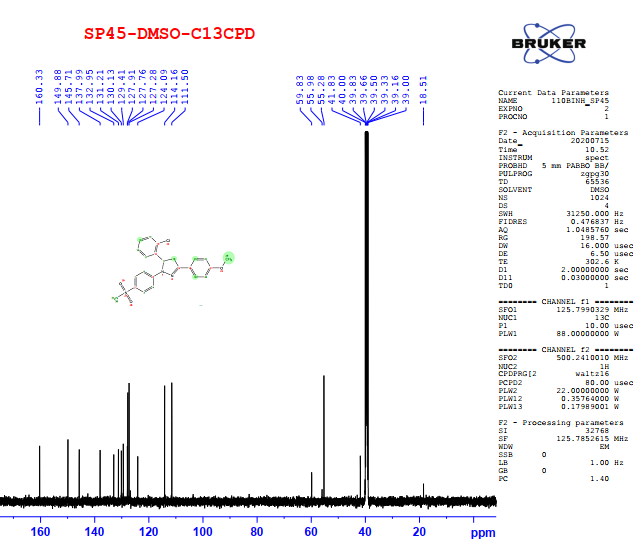 SP45-DMSO-C13CPD
160.33
149.88
145.71
137.99
132.95
131.21
130.13
129.41
127.91
127.76
127.28
124.09
114.16
111.50
59.83
55.98
55.28
41.83
40.00
39.83
39.66
39.50
39.33
39.16
39.00
18.51
BRUKER
Current Data Parameters
NAME 110BINH_SP45
EXPNO 2
PROCNO 1
F2 - Acquisition Parameters
Date_ 20200715
Time 10.52
INSTRUM spect
PROBHD 5 mm PABBO BB/
PULPROG zgpg30
TD 65536
SOLVENT DMSO
NS 1024
DS 4
SWH 31250.000 Hz
FIDRES 0.476837 Hz
AQ 1.0485760 sec
RG 198.57
DW 16.000 usec
DE 6.50 usec
TE 302.6 K
D1 2.00000000 sec
D11 0.03000000 sec
TD0 1
======== CHANNEL f1 ========
SFO1 125.7990329 MHz
NUC1 13C
P1 10.00 usec
PLW1 88.00000000 W
======== CHANNEL f2 ========
SFO2 500.2410010 MHz
NUC2 1H
CPDPRG[2 waltz16
PCPD2 80.00 usec
PLW2 22.00000000 W
PLW12 0.35764000 W
PLW13 0.17989001 W
F2 - Processing parameters
SI 32768
SF 125.7852615 MHz
WDW EM
SSB 0
LB 1.00 Hz
GB 0
PC 1.40
160 140 120 100 80 60 40 20 ppm